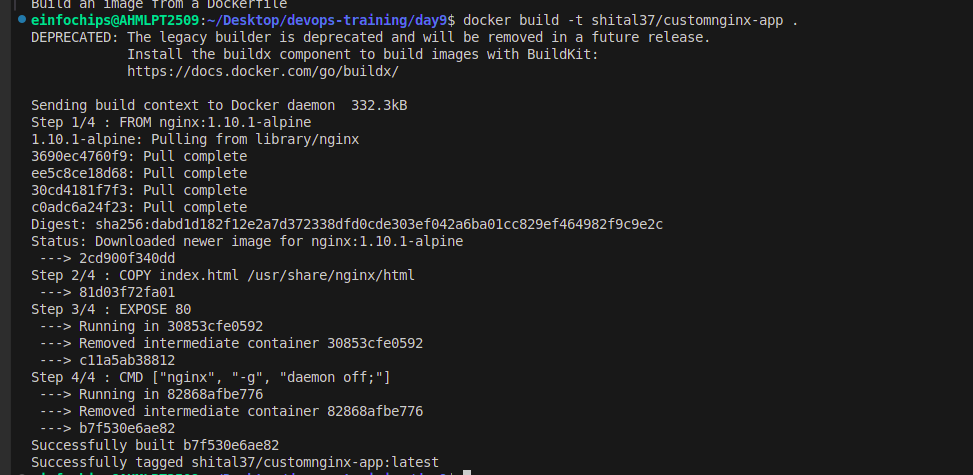 Build an image from a Dockerfile
einfochips@AHMLPT2509:~/Desktop/devops-training/day9$ docker build -t shital37/customnginx-app .
DEPRECATED: The legacy builder is deprecated and will be removed in a future release.
            Install the buildx component to build images with BuildKit:
            https://docs.docker.com/go/buildx/

Sending build context to Docker daemon  332.3kB
Step 1/4 : FROM nginx:1.10.1-alpine
1.10.1-alpine: Pulling from library/nginx
3690ec4760f9: Pull complete
ee5c8ce18d68: Pull complete
30cd4181f7f3: Pull complete
c0adc6a24f23: Pull complete
Digest: sha256:dabd1d182f12e2a7d372338dfd0cde303ef042a6ba01cc829ef464982f9c9e2c
Status: Downloaded newer image for nginx:1.10.1-alpine
 ---> 2cd900f340dd
Step 2/4 : COPY index.html /usr/share/nginx/html
 ---> 81d03f72fa01
Step 3/4 : EXPOSE 80
 ---> Running in 30853cfe0592
 ---> Removed intermediate container 30853cfe0592
 ---> c11a5ab38812
Step 4/4 : CMD ["nginx", "-g", "daemon off;"]
 ---> Running in 82868afbe776
 ---> Removed intermediate container 82868afbe776
 ---> b7f530e6ae82
Successfully built b7f530e6ae82
Successfully tagged shital37/customnginx-app:latest